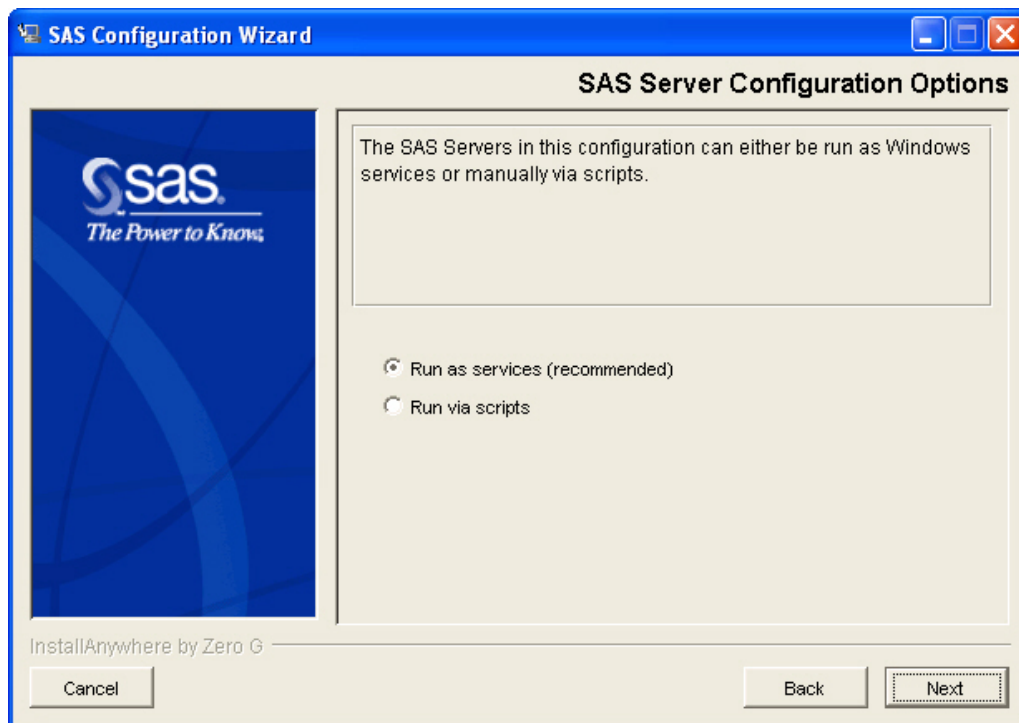 SAS Configuration Wizard
SAS Server Configuration Options
sas.
The Power to Know.
The SAS Servers in this configuration can either be run as Windows
services or manually via scripts.
Run as services (recommended)
Run via scripts
InstallAnywhere by Zero G
Cancel
Back
Next